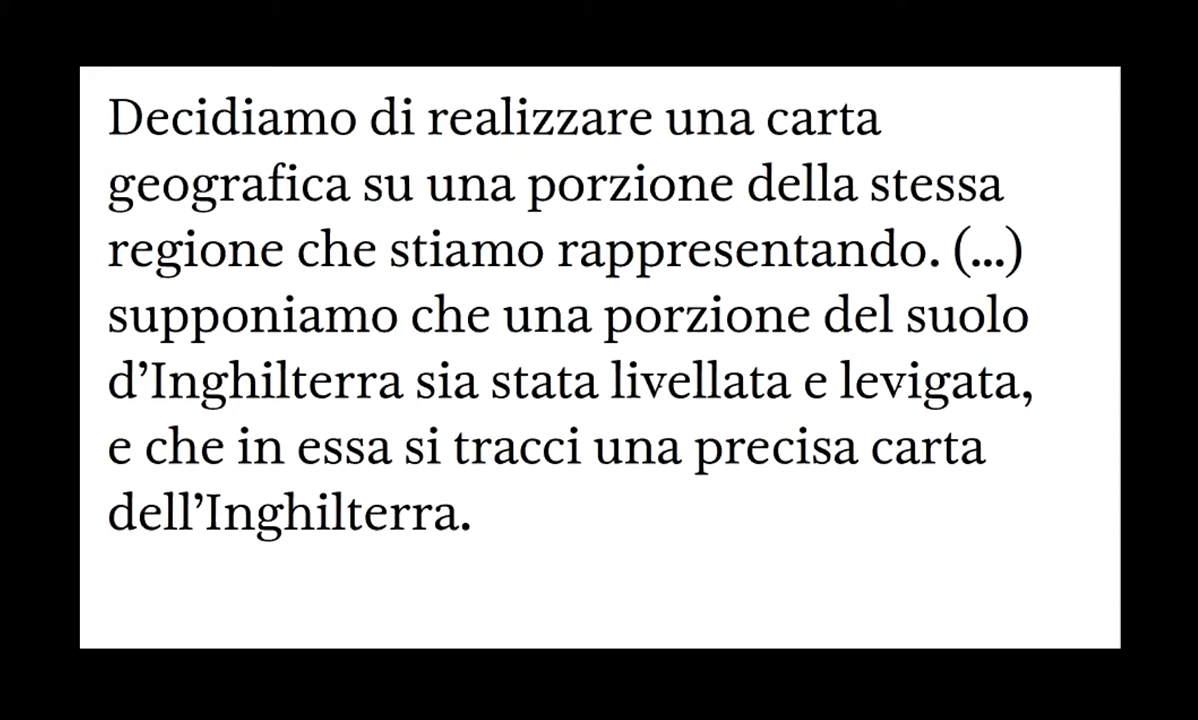 Decidiamo di realizzare una carta
geografica su una porzione della stessa
regione che stiamo rappresentando. (...)
supponiamo che una porzione del suolo
d’Inghilterra sia stata livellata e levigata,
e che in essa si tracci una precisa carta
dell’Inghilterra.